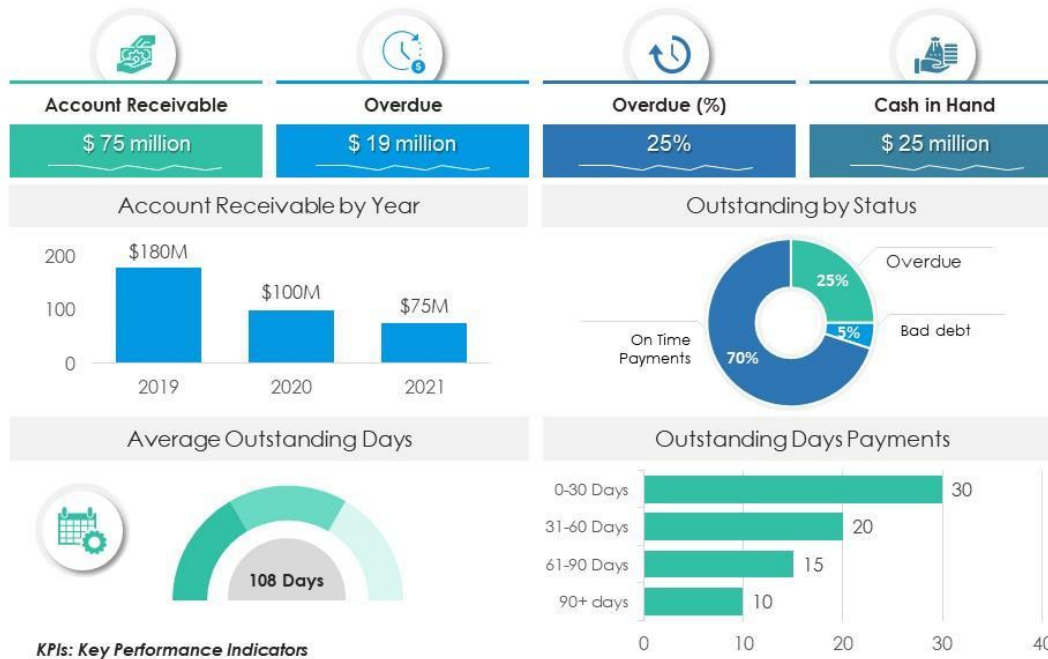 Account Receivable
Overdue
Overdue (%)
Cash in Hand
$ 75 million
$ 19 million
25%
$ 25 million
Account Receivable by Year
200
100
0
$180M
$100M
$75M
2019
2020
2021
Outstanding by Status
Overdue
25%
5%
Bad debt
On Time
Payments
70%
Average Outstanding Days
108 Days
Outstanding Days Payments
0-30 Days
30
31-60 Days
20
61-90 Days
15
90+ days
10
0
10
20
30
40
KPIs: Key Performance Indicators